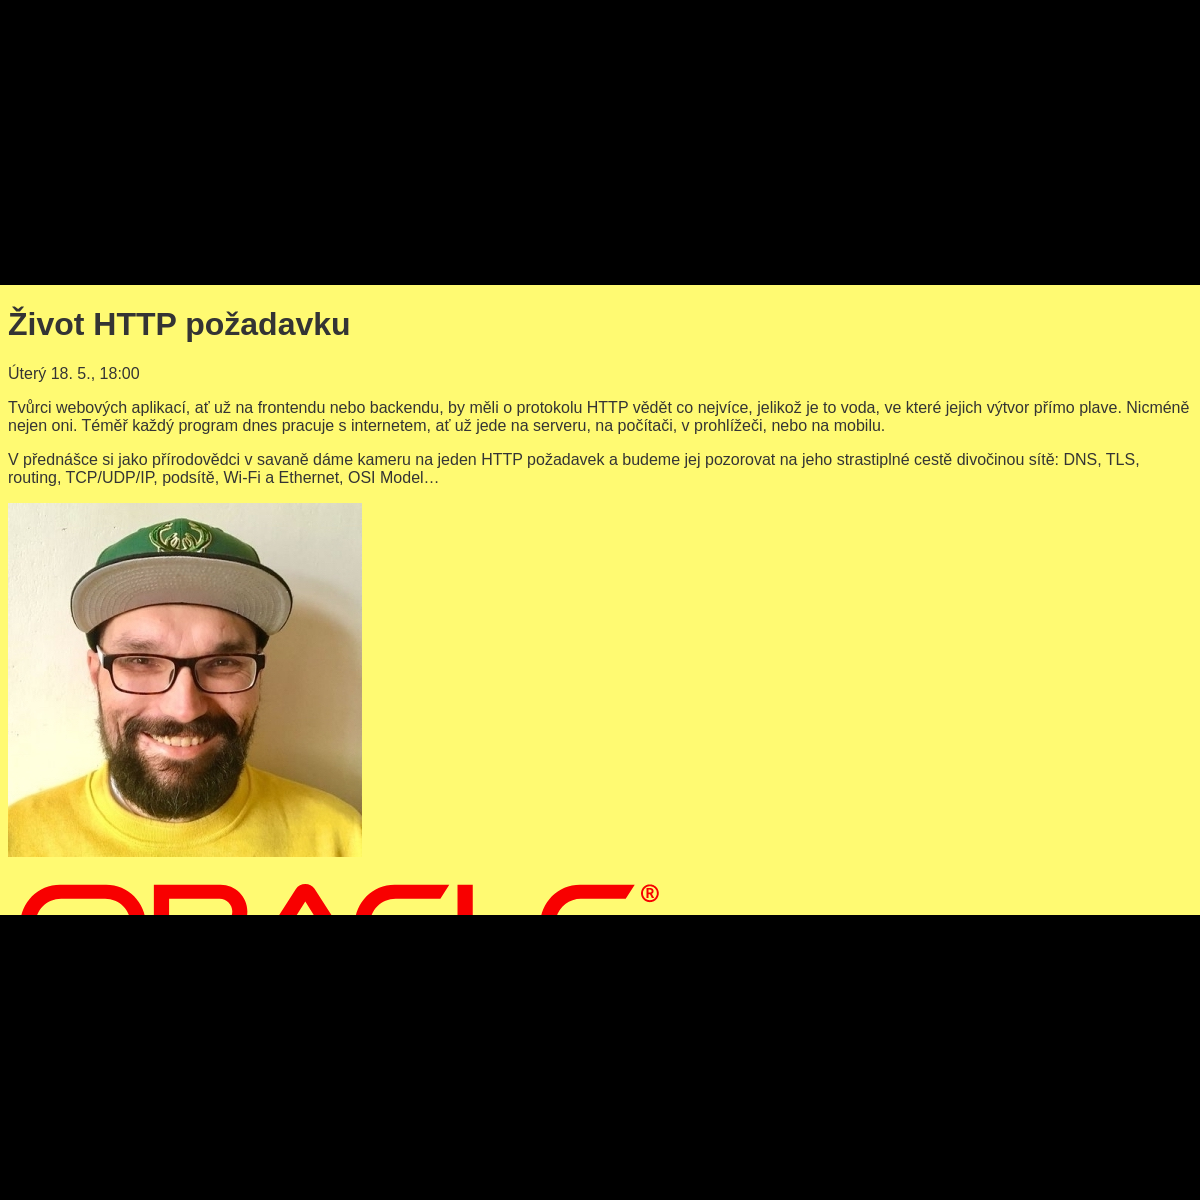 Život HTTP požadavku
Úterý 18. 5., 18:00
Tvůrci webových aplikací, ať už na frontendu nebo backendu, by měli o protokolu HTTP vědět co nejvíce, jelikož je to voda, ve které jejich výtvor přímo plave. Nicméně
nejen oni. Téměř každý program dnes pracuje s internetem, ať už jede na serveru, na počítači, v prohlížeči, nebo na mobilu.
V přednášce si jako přírodovědci v savaně dáme kameru na jeden HTTP požadavek a budeme jej pozorovat na jeho strastiplné cestě divočinou sítě: DNS, TLS,
routing, TCP/UDP/IP, podsítě, Wi-Fi a Ethernet, OSI Model…
ORACLE®